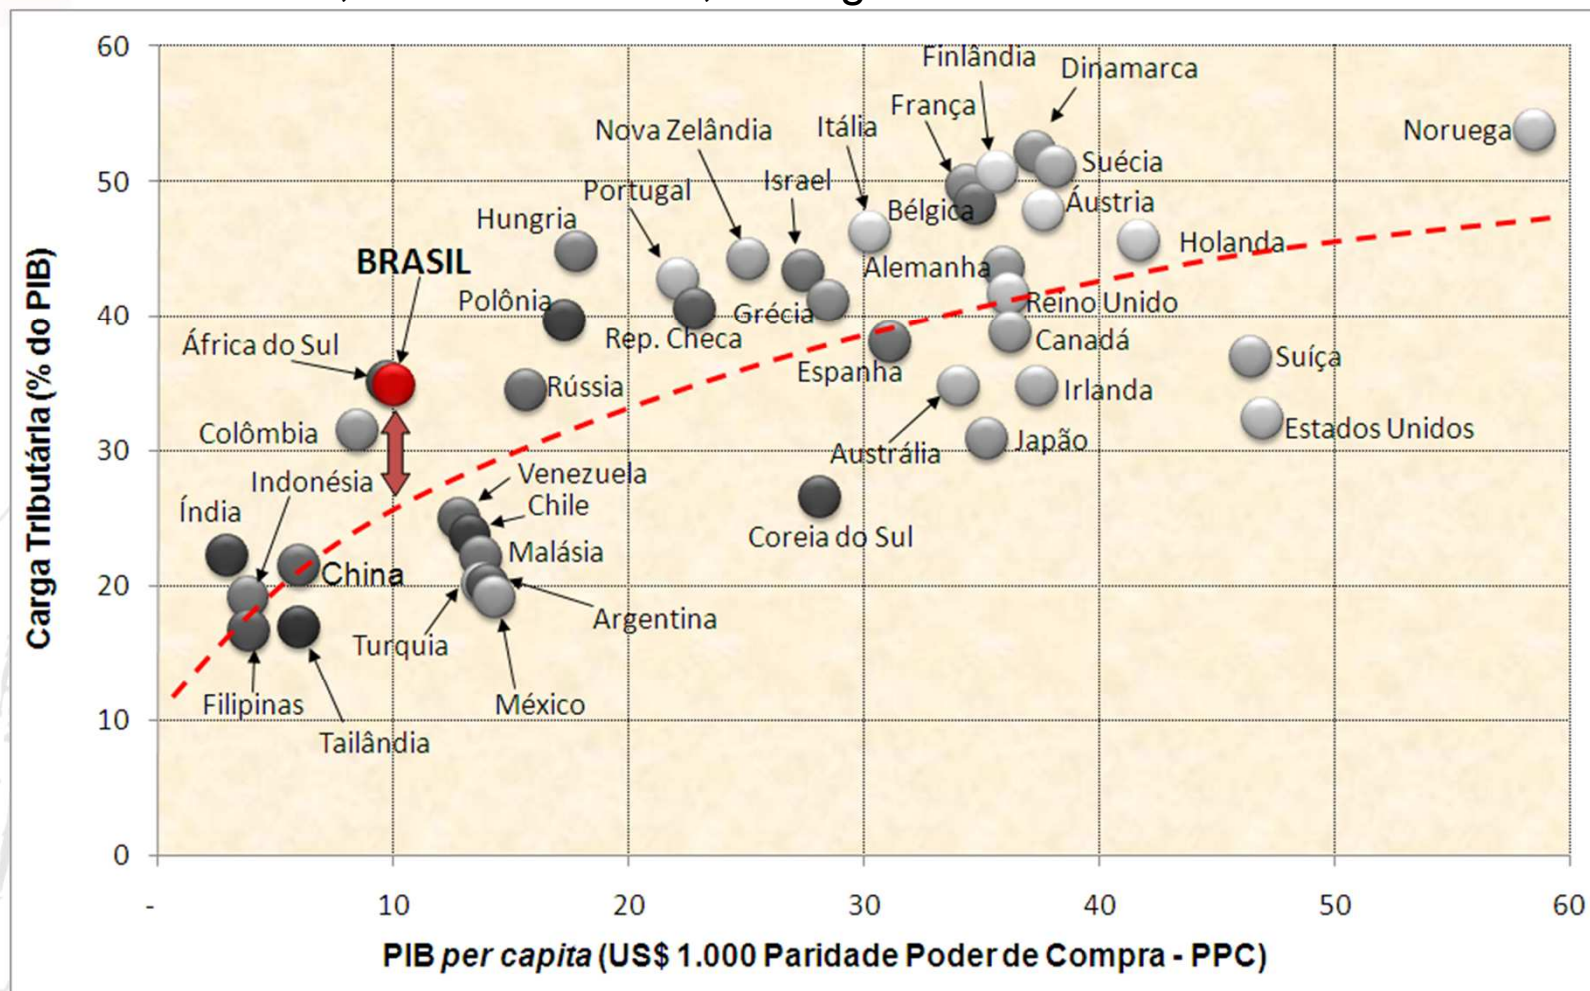 60
50
40
30
20
10
0
-
10
20
30
40
50
60
Carga Tributária (% do PIB)
PIB per capita (US$ 1.000 Paridade Poder de Compra - PPC)
Finlândia
Dinamarca
França
Itália
Nova Zelândia
Noruega
Suécia
Israel
Portugal
Áustria
Bélgica
Hungria
Holanda
BRASIL
Alemanha
Polônia
Reino Unido
Grécia
Rep. Checa
Canadá
África do Sul
Suíça
Espanha
Rússia
Irlanda
Colômbia
Estados Unidos
Japão
Austrália
Venezuela
Indonésia
Chile
Índia
Coreia do Sul
Malásia
China
Argentina
Turquia
Filipinas
México
Tailândia